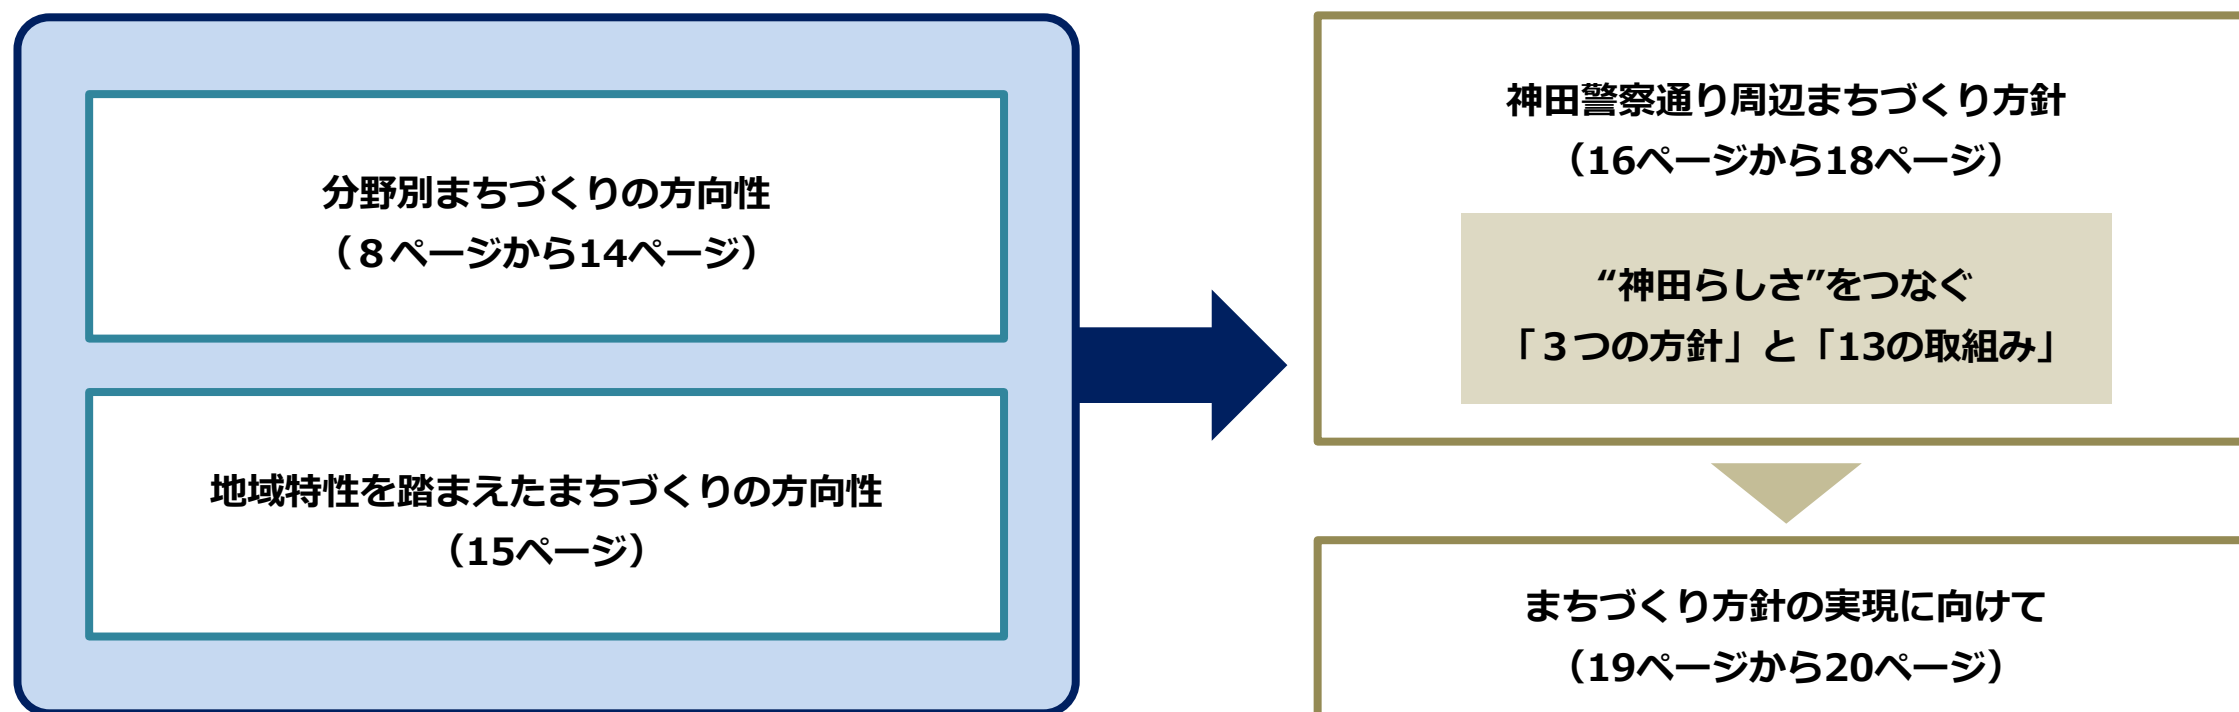 分野別まちづくりの方向性
（８ページから14ページ）
地域特性を踏まえたまちづくりの方向性
（15ページ）
神田警察通り周辺まちづくり方針
（16ページから18ページ）
“神田らしさ”をつなぐ
「３つの方針」と「13の取組み」
まちづくり方針の実現に向けて
（19ページから20ページ）